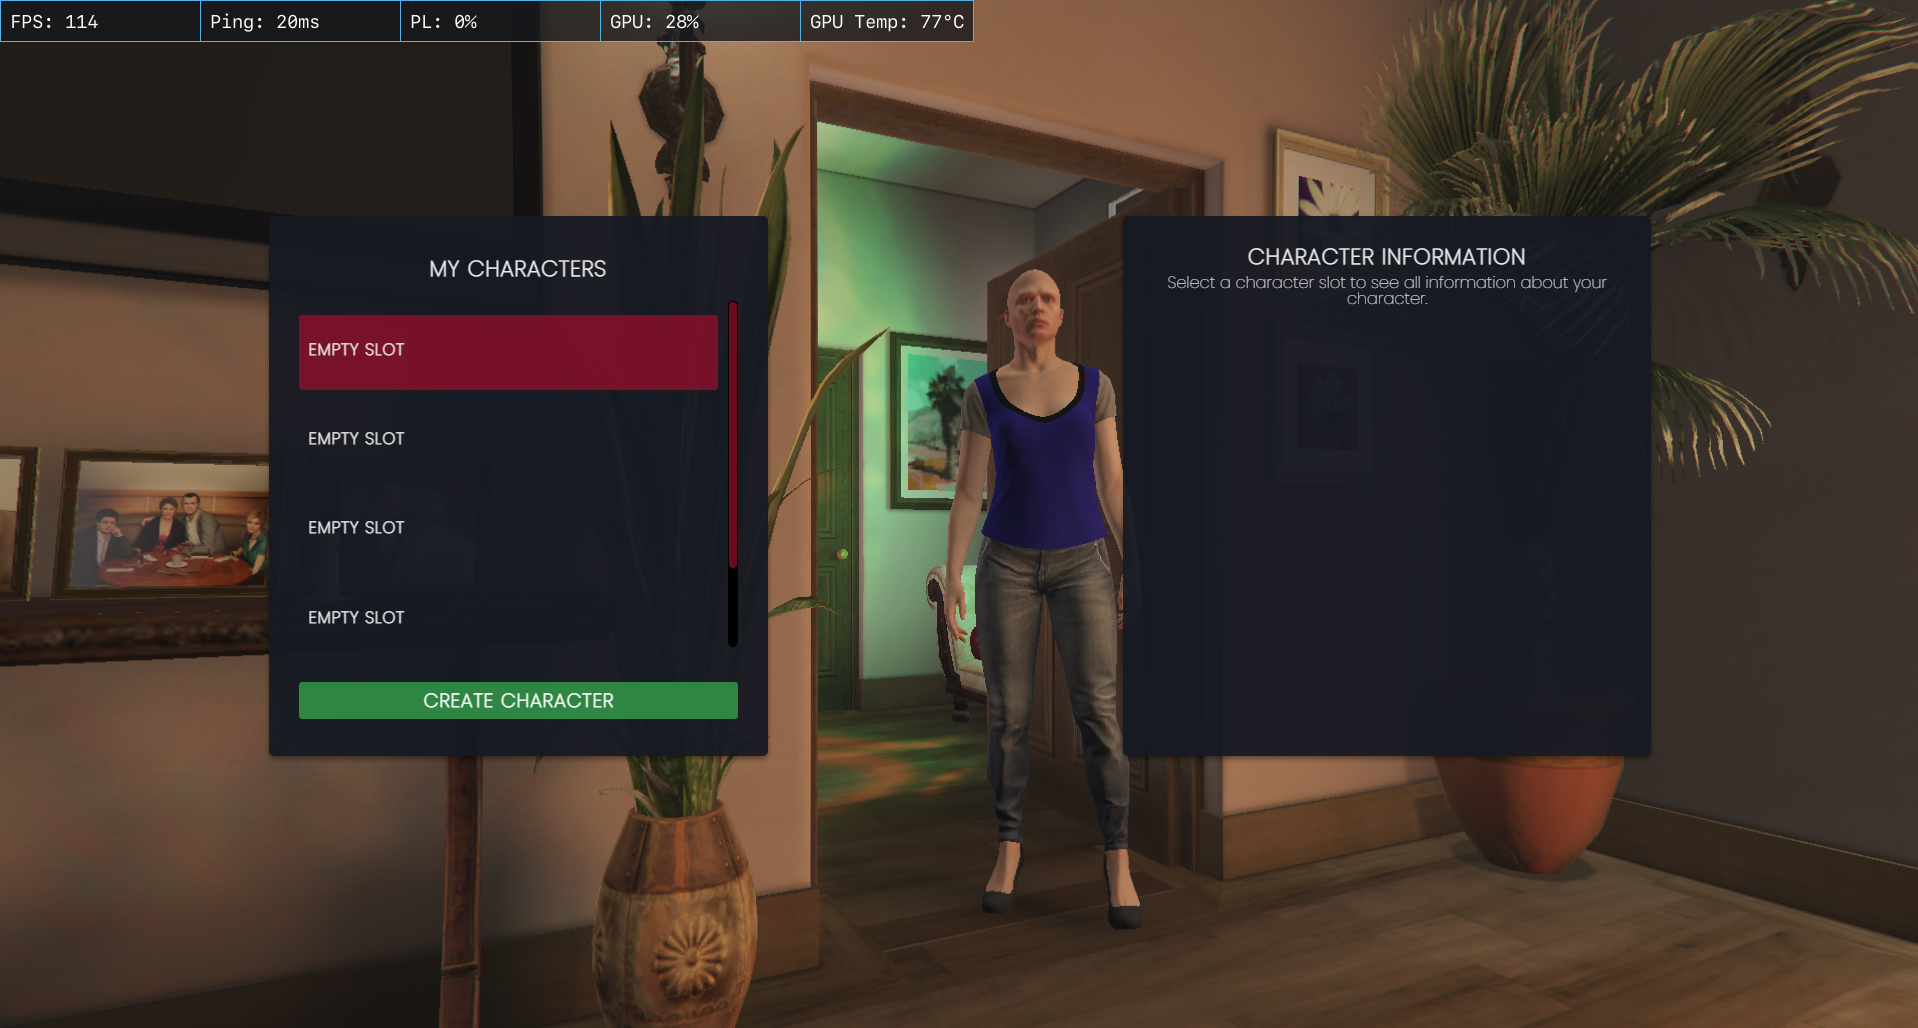 FPS: 114 Ping: 20ms PL: 0% GPU: 28% GPU Temp: 77°C
MY CHARACTERS
EMPTY SLOT
EMPTY SLOT
EMPTY SLOT
EMPTY SLOT
CREATE CHARACTER
CHARACTER INFORMATION
Select a character slot to see all information about your
character.